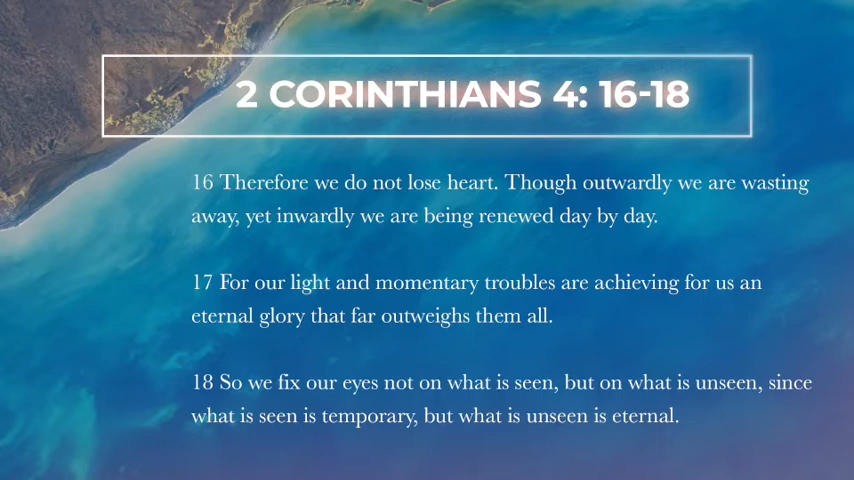 2 CORINTHIANS 4: 16-18
16 Therefore we do not lose heart. Though outwardly we are wasting
away, yet inwardly we are being renewed day by day.
17 For our light and momentary troubles are achieving for us an
eternal glory that far outweighs them all.
18 So we fix our eyes not on what is seen, but on what is unseen, since
what is seen is temporary, but what is unseen is eternal.